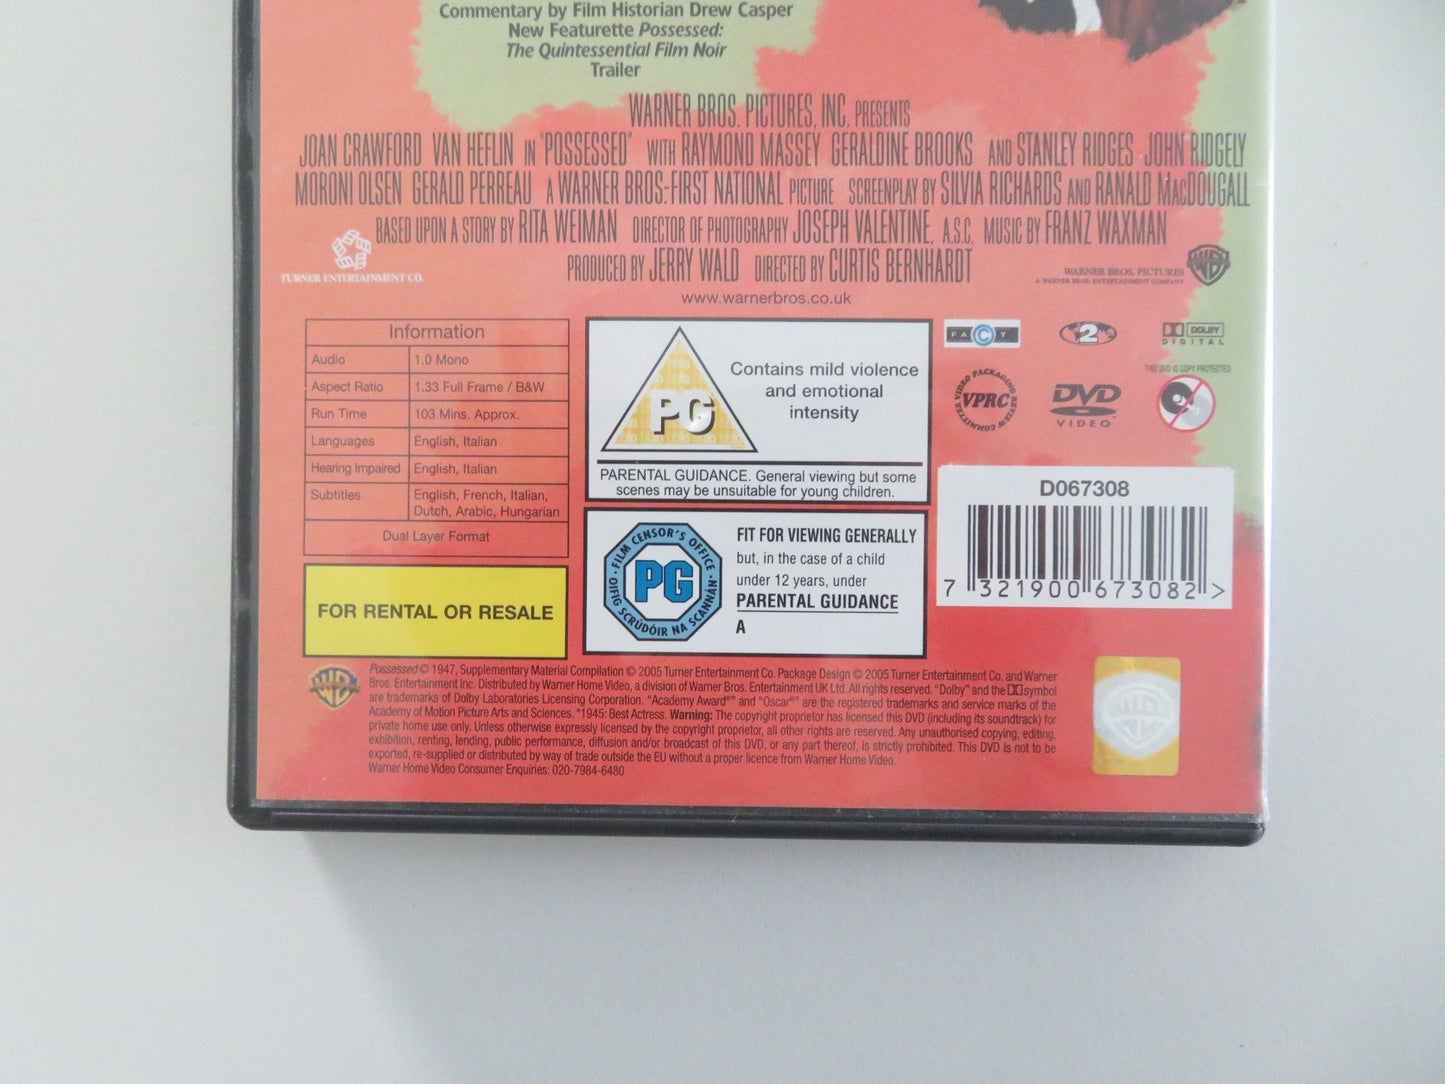 Commentary by Film Historian Drew Casper
New Featurette Possessed:
The Quintessential Film Noir
Trailer
WARNER BROS. PICTURES, INC. PRESENTS
JOAN CRAWFORD VAN HEFLIN IN "POSSESSED" WITH RAYMOND MASSEY GERALDINE BROOKS AND STANLEY RIDGES JOHN RIDGELY
MORONI OLSEN GERALD PERREAU A WARNER BROS.-FIRST NATIONAL PICTURE SCREENPLAY BY SILVIA RICHARDS AND RANALD MACDOUGALL
BASED UPON A STORY BY RITA WEIMAN DIRECTOR OF PHOTOGRAPHY JOSEPH VALENTINE, A.S.C. MUSIC BY FRANZ WAXMAN
PRODUCED BY JERRY WALD DIRECTED BY CURTIS BERNHARDT
TURNER ENTERTAINMENT CO.
WARNER BROS. PICTURES
A WARNER BROS. ENTERTAINMENT COMPANY
WB
www.warnerbros.co.uk
Information
Audio 1.0 Mono
Aspect Ratio 1.33 Full Frame / B&W
Run Time 103 Mins. Approx.
Languages English, Italian
Hearing Impaired English, Italian
Subtitles English, French, Italian,
Dutch, Arabic, Hungarian
Dual Layer Format
FOR RENTAL OR RESALE
PG
Contains mild violence
and emotional
intensity
PARENTAL GUIDANCE. General viewing but some
scenes may be unsuitable for young children.
FILM CENSOR'S OFFICE
PG
OIFIG SCRÚDÓIR NA SCANNÁN
FIT FOR VIEWING GENERALLY
but, in the case of a child
under 12 years, under
PARENTAL GUIDANCE
A
FACT
2
DOLBY
DIGITAL
THIS DVD IS COPY PROTECTED
VIDEO PACKAGING REVIEW COMMITTEE
VPRC
DVD
VIDEO
D067308
7 321900 673082 >
Possessed © 1947, Supplementary Material Compilation © 2005 Turner Entertainment Co. Package Design © 2005 Turner Entertainment Co. and Warner
Bros. Entertainment Inc. Distributed by Warner Home Video, a division of Warner Bros. Entertainment UK Ltd. All rights reserved. "Dolby" and the symbol
are trademarks of Dolby Laboratories Licensing Corporation. "Academy Award®" and "Oscar®" are the registered trademarks and service marks of the
Academy of Motion Picture Arts and Sciences. *1945: Best Actress. Warning: The copyright proprietor has licensed this DVD (including its soundtrack) for
private home use only. Unless otherwise expressly licensed by the copyright proprietor, all other rights are reserved. Any unauthorised copying, editing,
exhibition, renting, lending, public performance, diffusion and/or broadcast of this DVD, or any part thereof, is strictly prohibited. This DVD is not to be
exported, re-supplied or distributed by way of trade outside the EU without a proper licence from Warner Home Video.
Warner Home Video Consumer Enquiries: 020-7984-6480